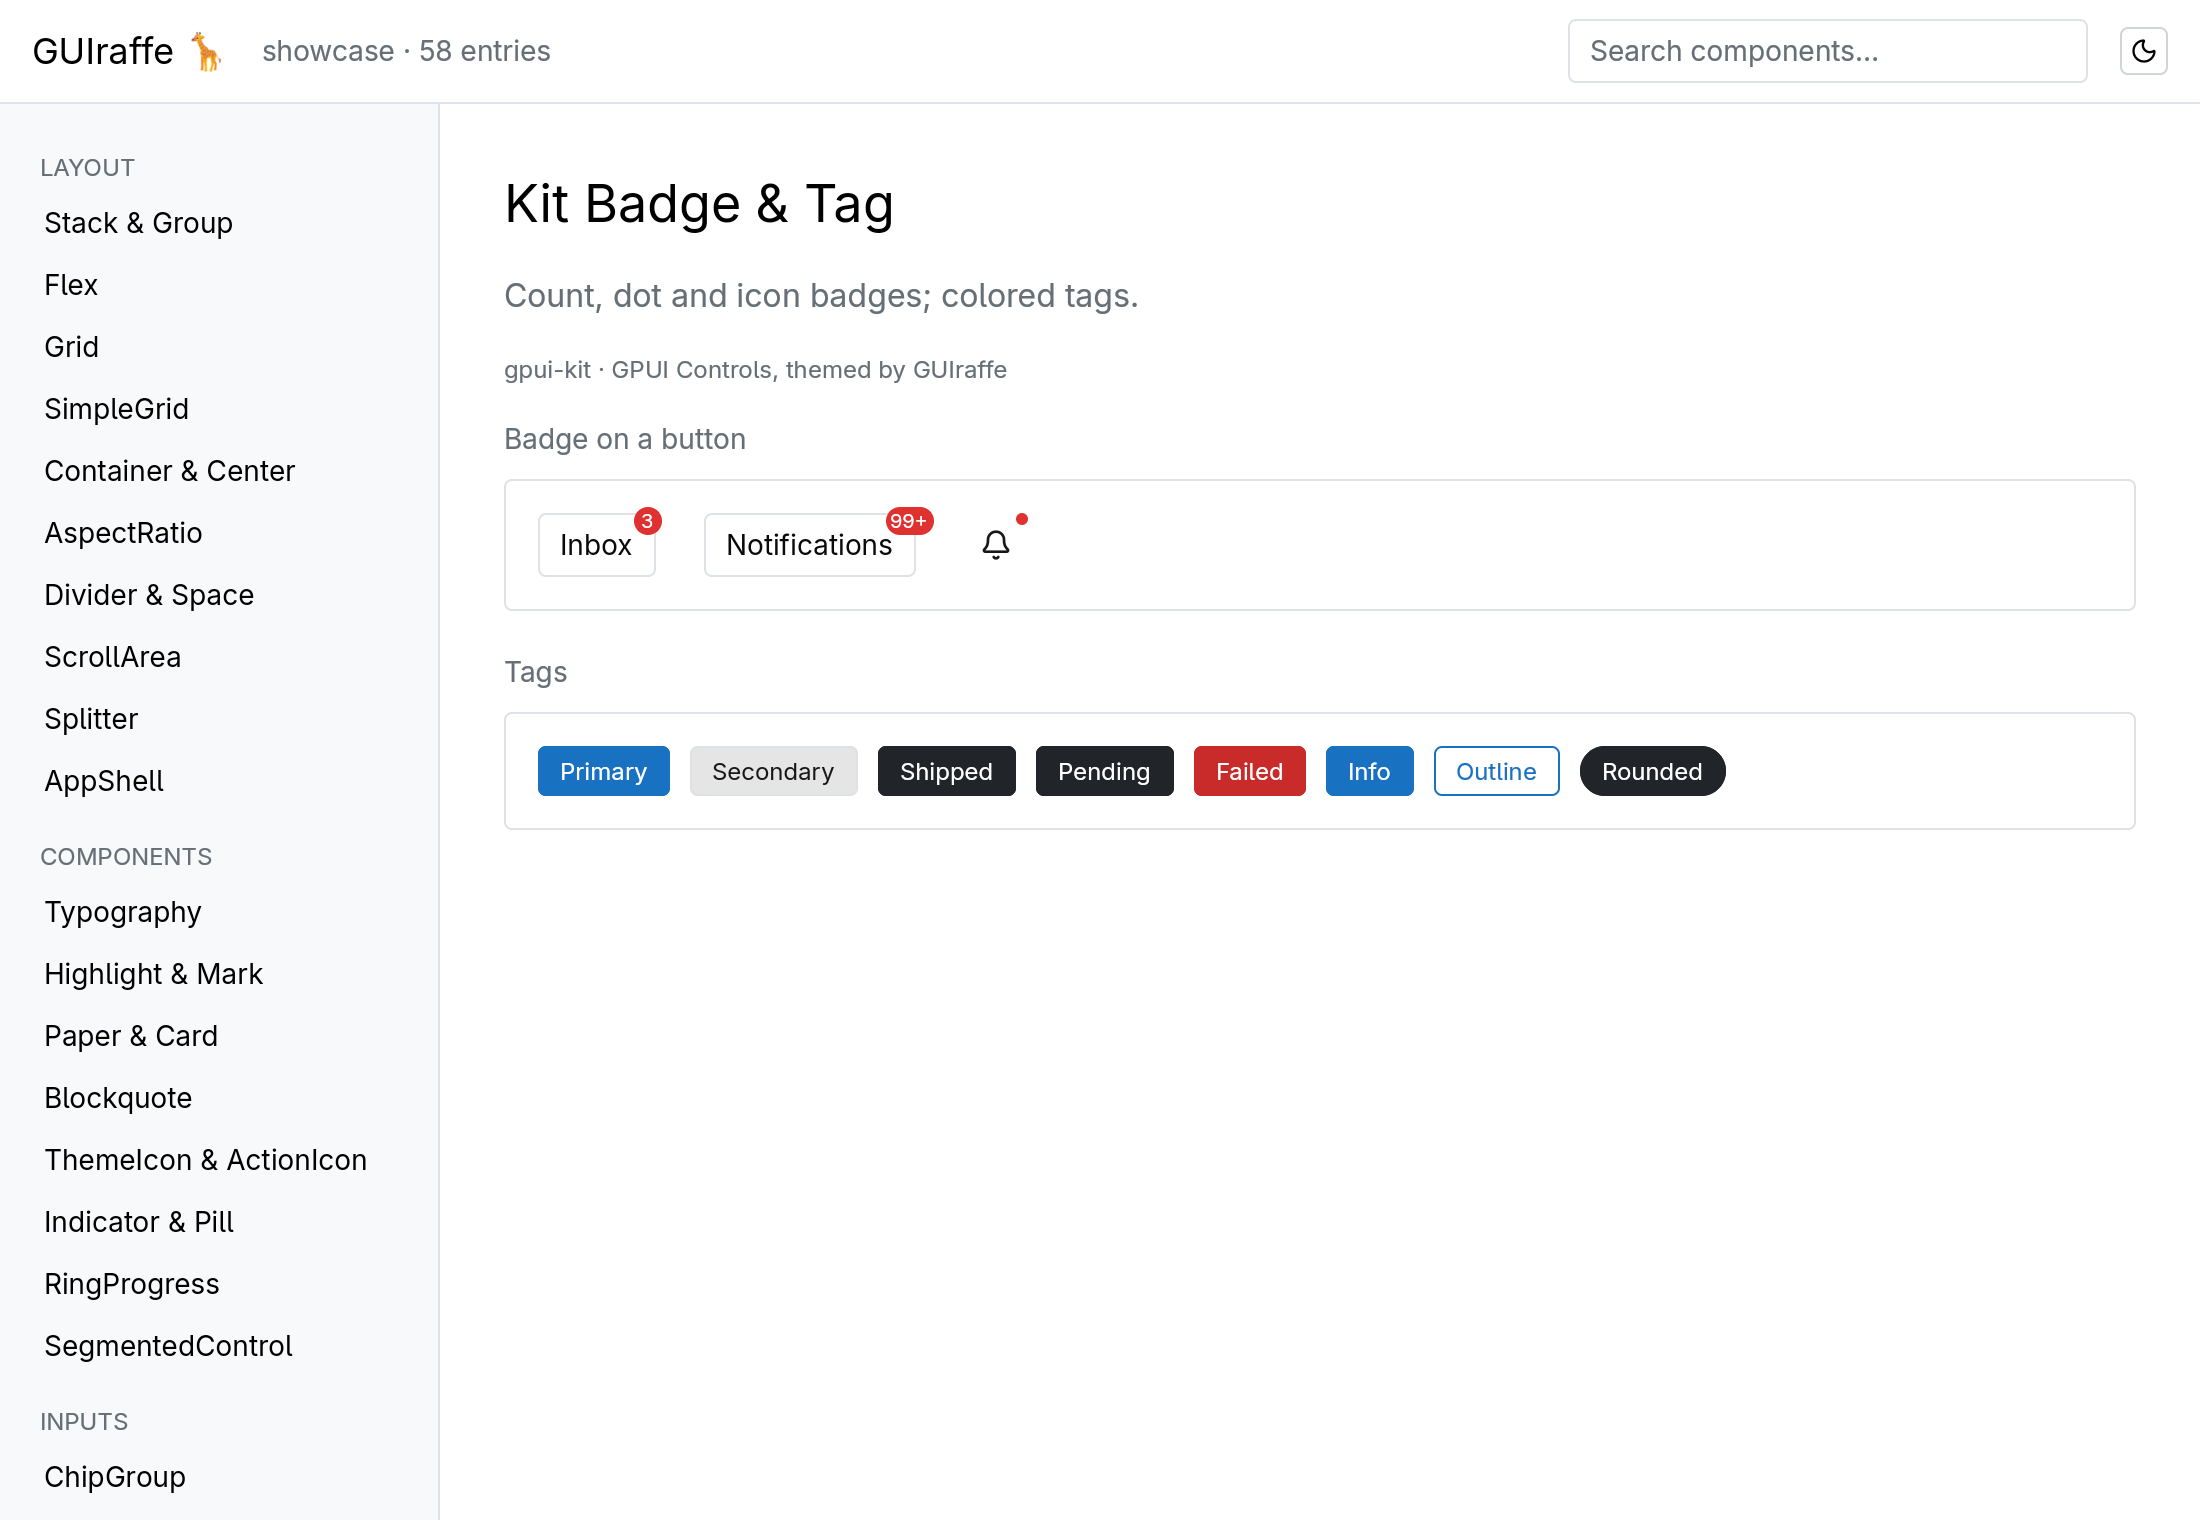 GUIraffe 🦒 showcase · 58 entries Search components...
LAYOUT
Stack & Group
Flex
Grid
SimpleGrid
Container & Center
AspectRatio
Divider & Space
ScrollArea
Splitter
AppShell
COMPONENTS
Typography
Highlight & Mark
Paper & Card
Blockquote
ThemeIcon & ActionIcon
Indicator & Pill
RingProgress
SegmentedControl
INPUTS
ChipGroup
Kit Badge & Tag
Count, dot and icon badges; colored tags.
gpui-kit · GPUI Controls, themed by GUIraffe
Badge on a button
Inbox 3 Notifications 99+
Tags
Primary Secondary Shipped Pending Failed Info Outline Rounded